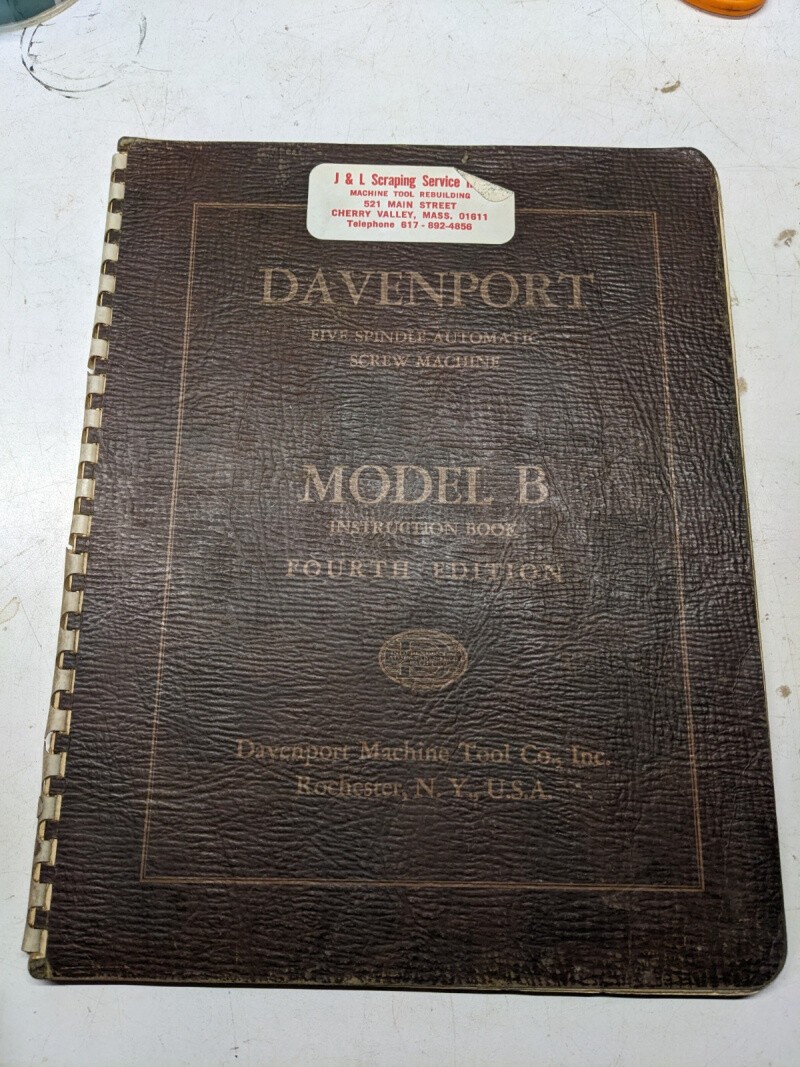 J & L Scraping Service
MACHINE TOOL REBUILDING
521 MAIN STREET
CHERRY VALLEY, MASS. 01611
Telephone 617-892-4856
DAVENPORT
FIVE SPINDLE AUTOMATIC
SCREW MACHINE
MODEL B
INSTRUCTION BOOK
FOURTH EDITION
Davenport Machine Tool Co., Inc.
Rochester, N. Y., U.S.A.